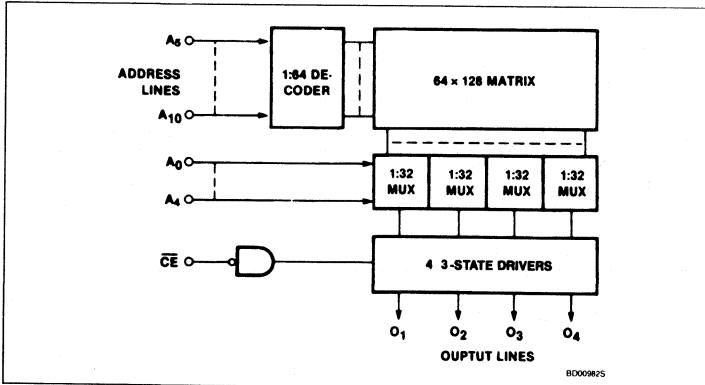 A5
ADDRESS
LINES
A10
1:64 DE-
CODER
64 × 128 MATRIX
A0
A4
1:32
MUX
1:32
MUX
1:32
MUX
1:32
MUX
CE
4 3-STATE DRIVERS
O1 O2 O3 O4
OUPTUT LINES
BD00982S